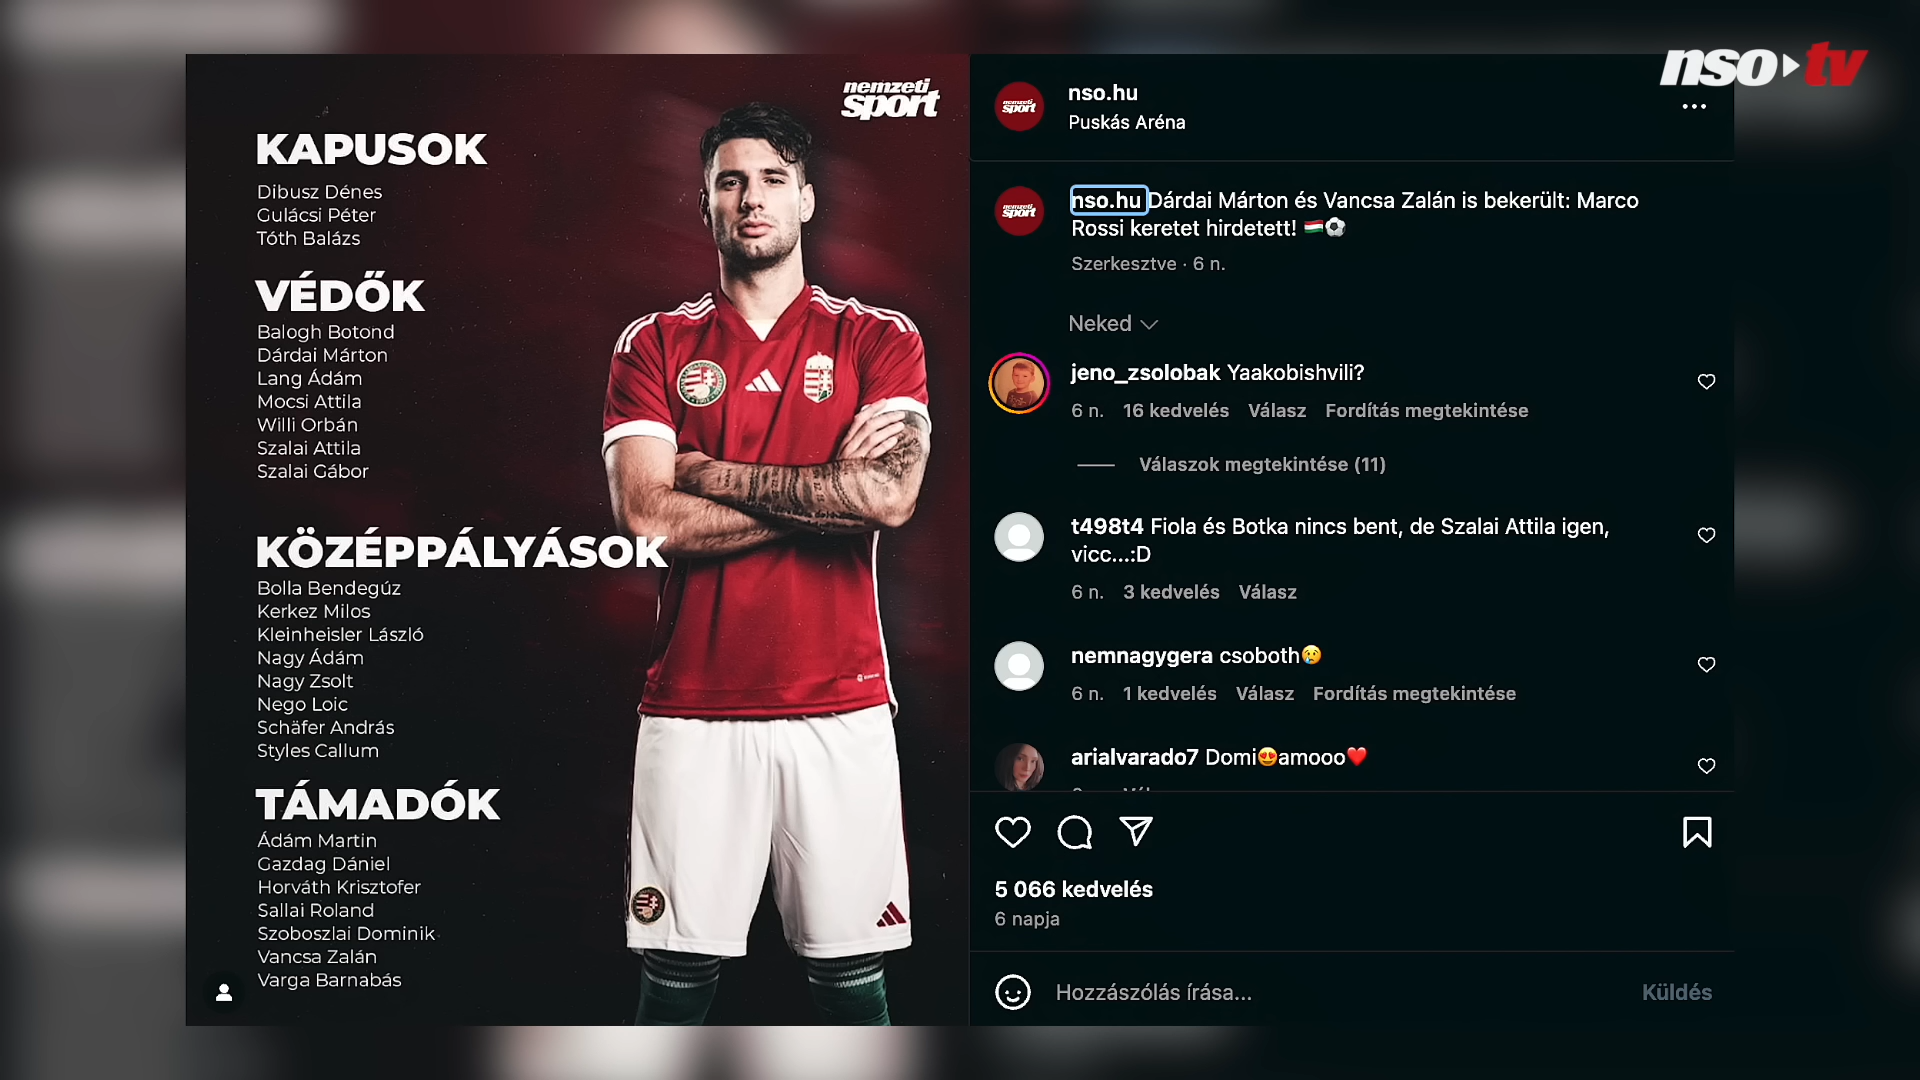 nso tv
nemzeti
sport
KAPUSOK
Dibusz Dénes
Gulácsi Péter
Tóth Balázs
VÉDŐK
Balogh Botond
Dárdai Márton
Lang Ádám
Mocsi Attila
Willi Orbán
Szalai Attila
Szalai Gábor
KÖZÉPPÁLYÁSOK
Bolla Bendegúz
Kerkez Milos
Kleinheisler László
Nagy Ádám
Nagy Zsolt
Nego Loic
Schäfer András
Styles Callum
TÁMADÓK
Ádám Martin
Gazdag Dániel
Horváth Krisztofer
Sallai Roland
Szoboszlai Dominik
Vancsa Zalán
Varga Barnabás
nemzeti
sport
nso.hu
Puskás Aréna
nemzeti
sport
nso.hu Dárdai Márton és Vancsa Zalán is bekerült: Marco
Rossi keretet hirdetett! 🇭🇺⚽
Szerkesztve · 6 n.
Neked
jeno_zsolobak Yaakobishvili?
6 n. 16 kedvelés Válasz Fordítás megtekintése
Válaszok megtekintése (11)
t498t4 Fiola és Botka nincs bent, de Szalai Attila igen,
vicc...:D
6 n. 3 kedvelés Válasz
nemnagygera csoboth😢
6 n. 1 kedvelés Válasz Fordítás megtekintése
arialvarado7 Domi😍amooo❤️
5 066 kedvelés
6 napja
Hozzászólás írása...
Küldés